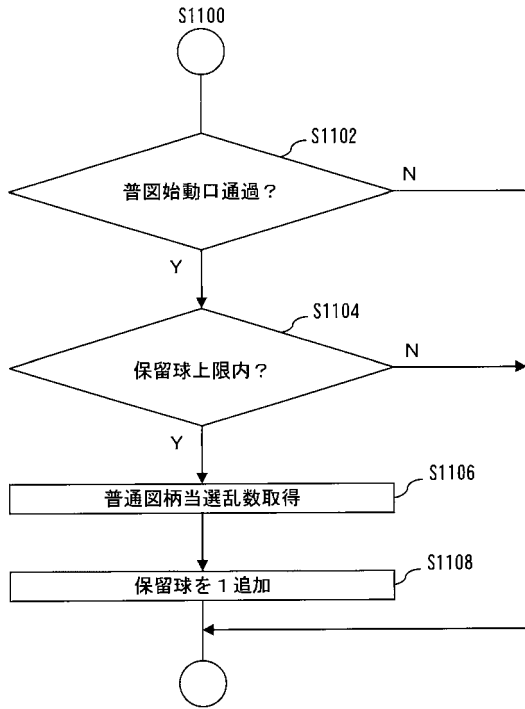 S1100
S1102
普図始動口通過？
N
Y
S1104
保留球上限内？
N
Y
S1106
普通図柄当選乱数取得
S1108
保留球を１追加